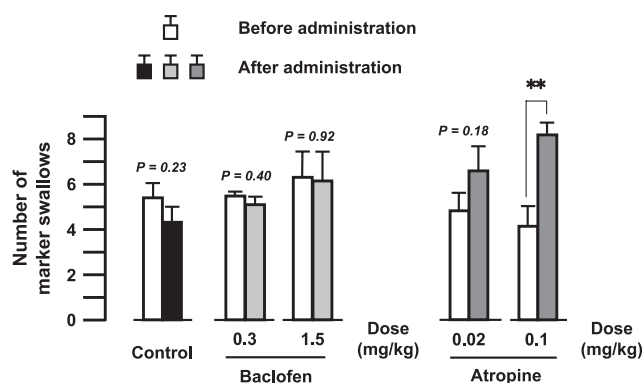 Before administration
After administration
Number of
marker swallows
8
6
4
2
0
P = 0.23
P = 0.40
P = 0.92
P = 0.18
**
Control
0.3
1.5
Dose
(mg/kg)
0.02
0.1
Dose
(mg/kg)
Baclofen
Atropine